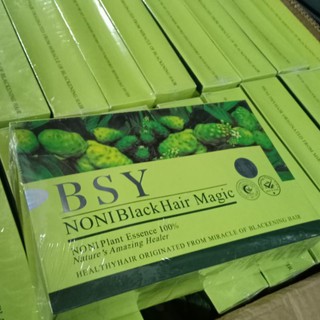 BSY
NONI Black Hair Magic
NONI Plant Essence 100%
Nature's Amazing Healer
HEALTHY HAIR ORIGINATED FROM MIRACLE OF BLACKENING HAIR